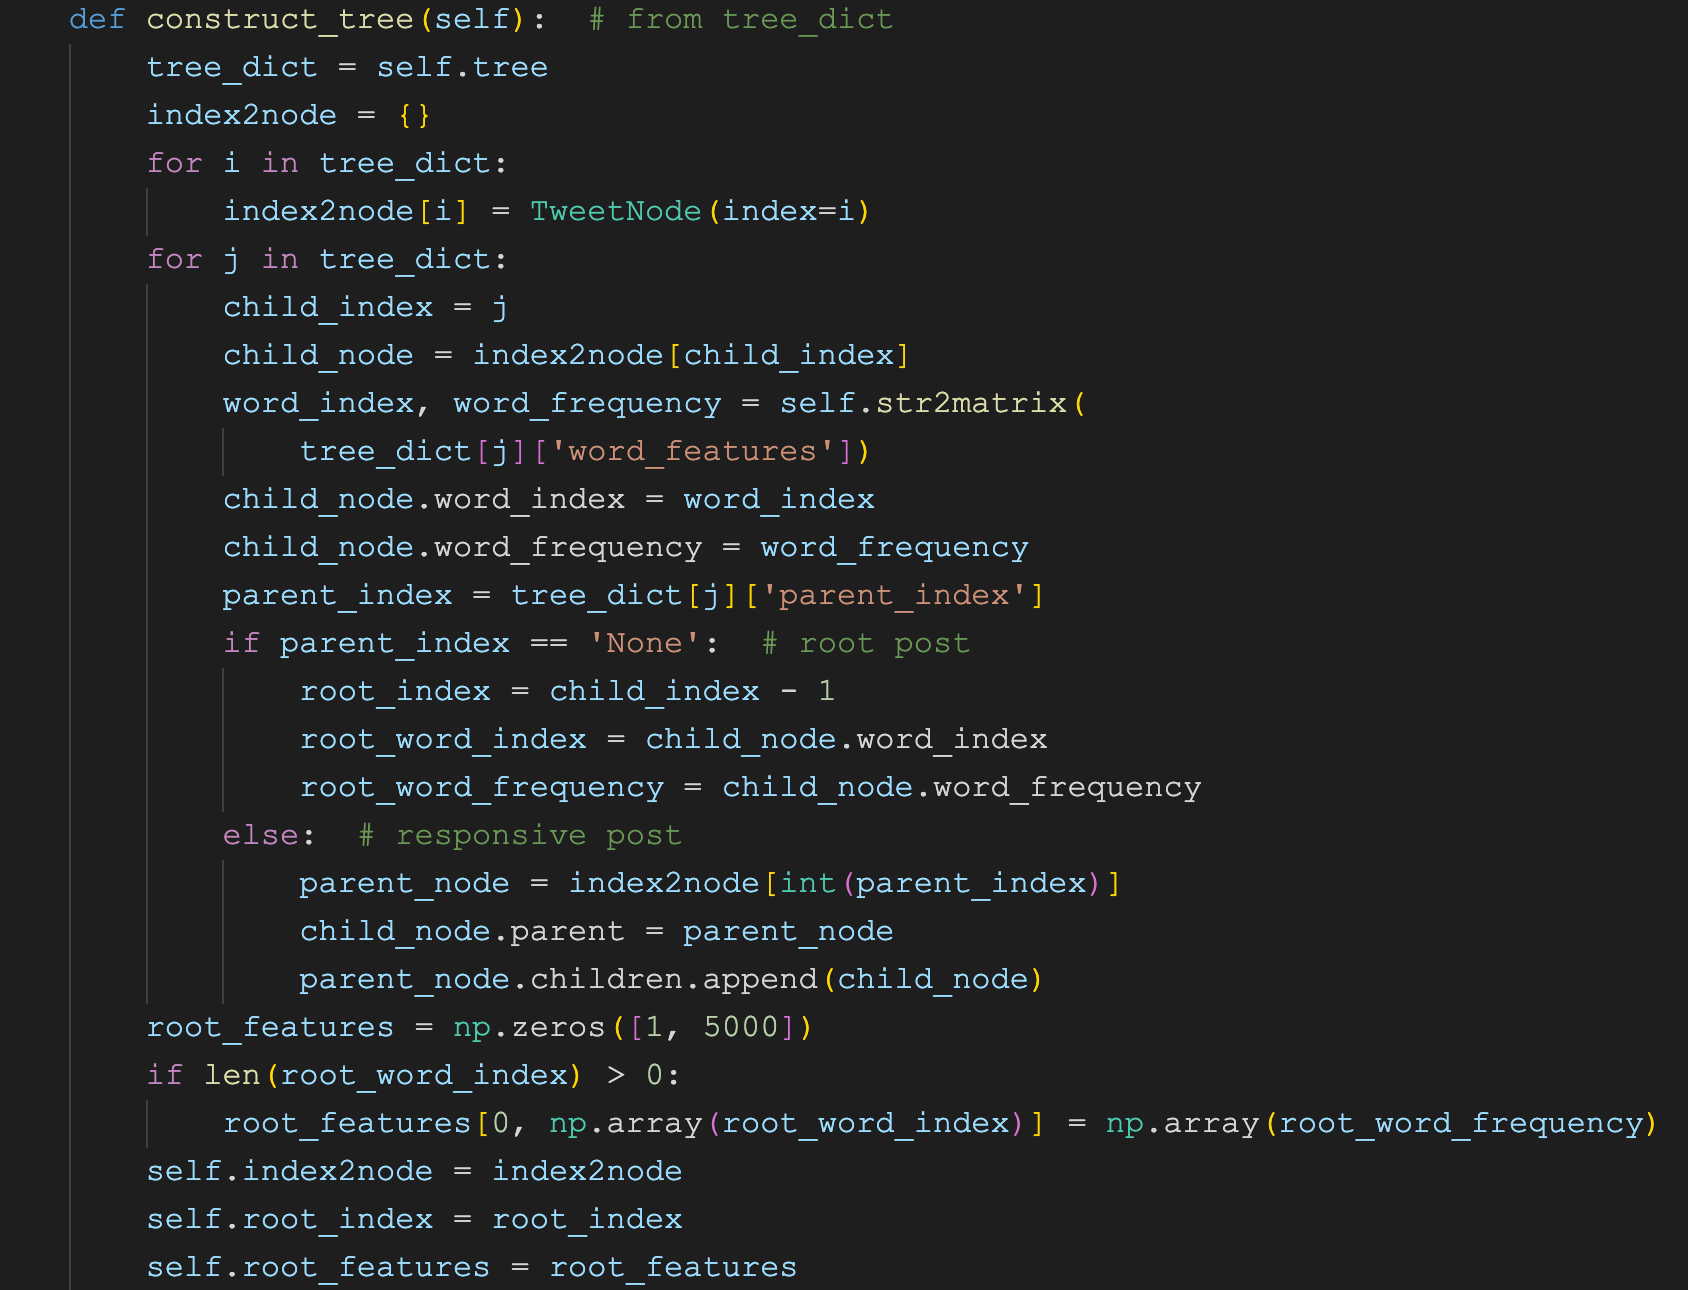 def construct_tree(self):  # from tree_dict
    tree_dict = self.tree
    index2node = {}
    for i in tree_dict:
        index2node[i] = TweetNode(index=i)
    for j in tree_dict:
        child_index = j
        child_node = index2node[child_index]
        word_index, word_frequency = self.str2matrix(
            tree_dict[j]['word_features'])
        child_node.word_index = word_index
        child_node.word_frequency = word_frequency
        parent_index = tree_dict[j]['parent_index']
        if parent_index == 'None':  # root post
            root_index = child_index - 1
            root_word_index = child_node.word_index
            root_word_frequency = child_node.word_frequency
        else:  # responsive post
            parent_node = index2node[int(parent_index)]
            child_node.parent = parent_node
            parent_node.children.append(child_node)
    root_features = np.zeros([1, 5000])
    if len(root_word_index) > 0:
        root_features[0, np.array(root_word_index)] = np.array(root_word_frequency)
    self.index2node = index2node
    self.root_index = root_index
    self.root_features = root_features